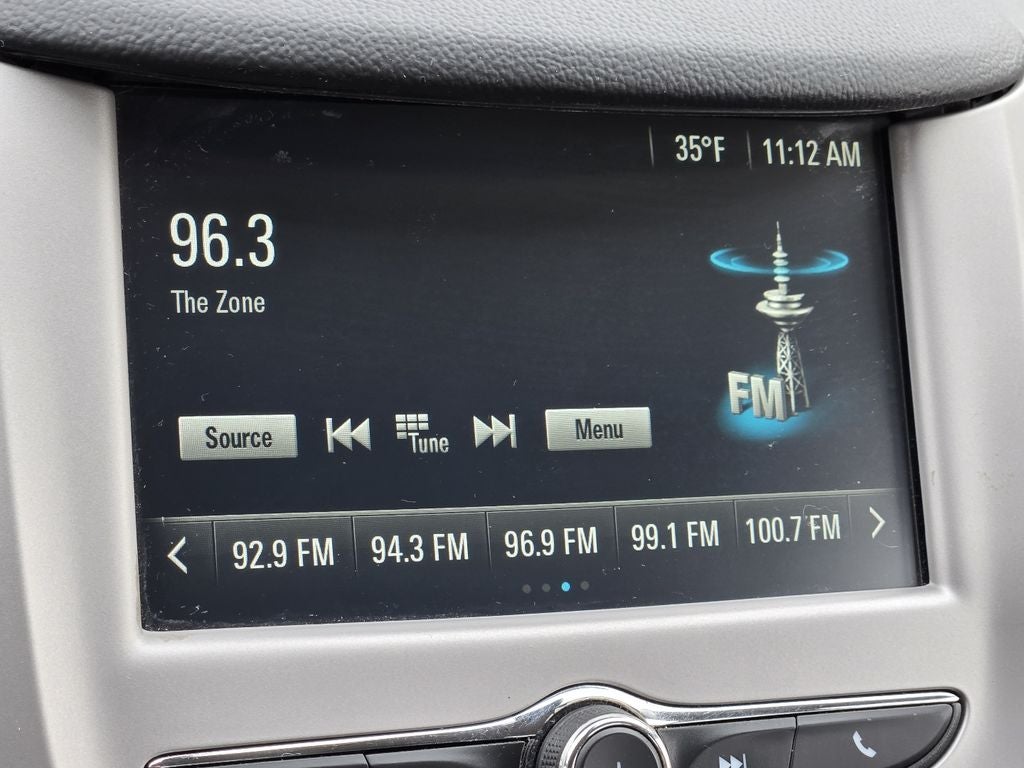 35°F 11:12 AM
96.3
The Zone
FM
Source Tune Menu
92.9 FM 94.3 FM 96.9 FM 99.1 FM 100.7 FM